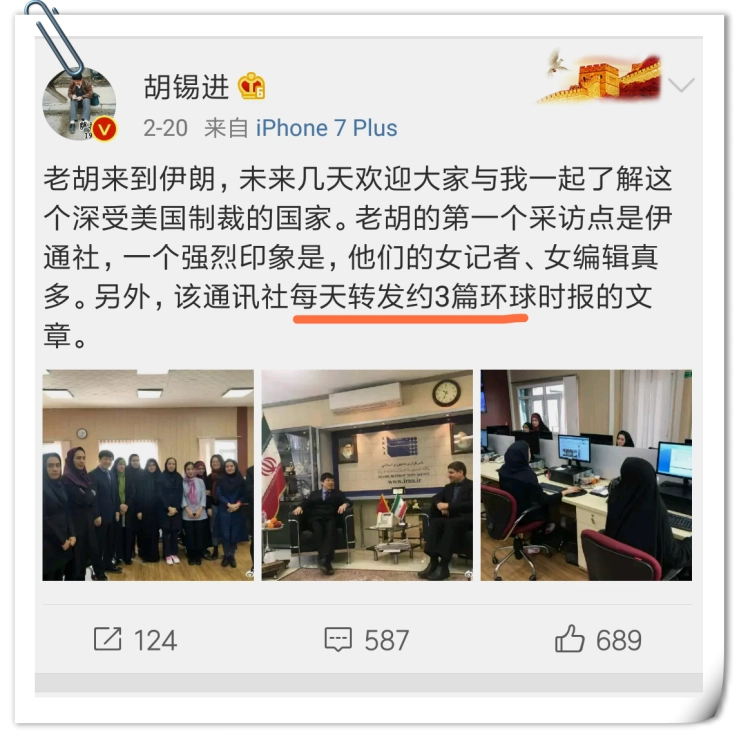 胡锡进
2-20 来自 iPhone 7 Plus
老胡来到伊朗，未来几天欢迎大家与我一起了解这
个深受美国制裁的国家。老胡的第一个采访点是伊
通社，一个强烈印象是，他们的女记者、女编辑真
多。另外，该通讯社每天转发约3篇环球时报的文
章。
www.irna.ir
124
587
689